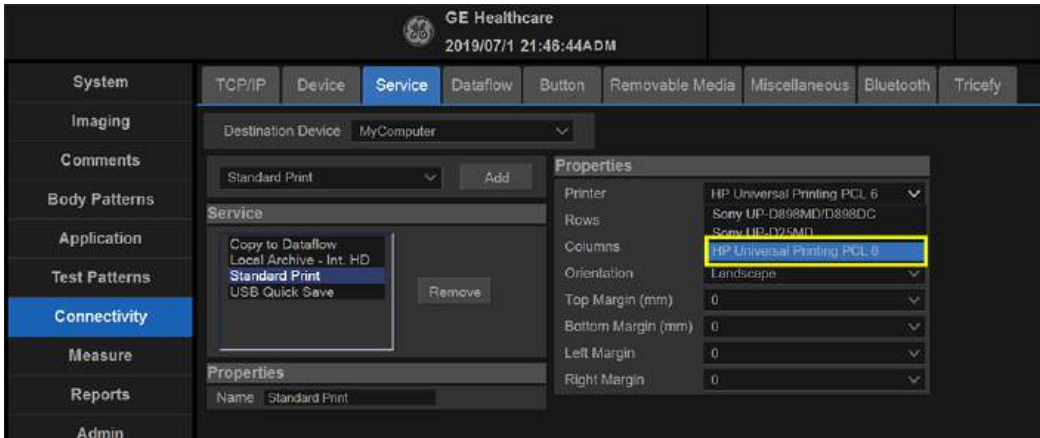 GE Healthcare
2019/07/1 21:46:44ADM
System
Imaging
Comments
Body Patterns
Application
Test Patterns
Connectivity
Measure
Reports
Admin
TCP/IP Device Service Dataflow Button Removable Media Miscellaneous Bluetooth Tricefy
Destination Device MyComputer
Standard Print Add
Service
Copy to Dataflow
Local Archive - Int. HD
Standard Print
USB Quick Save
Remove
Properties
Name Standard Print
Properties
Printer HP Universal Printing PCL 6
Sony UP-D898MD/D898DC
Sony UP-D25MD
HP Universal Printing PCL 6
Rows
Columns
Orientation Landscape
Top Margin (mm) 0
Bottom Margin (mm) 0
Left Margin 0
Right Margin 0